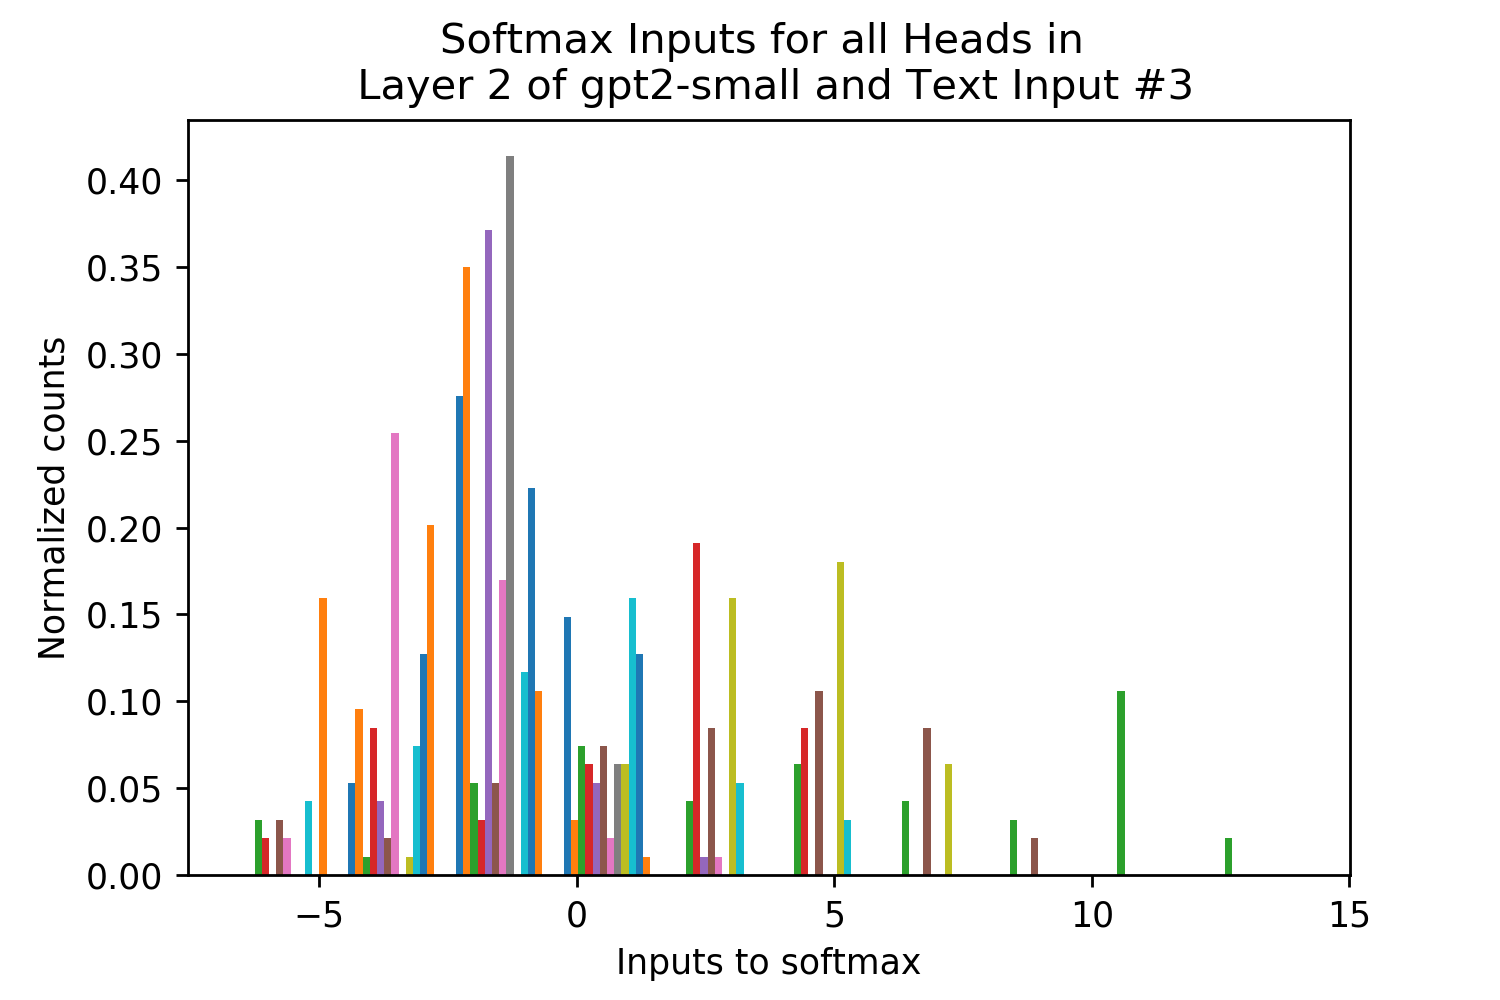 Softmax Inputs for all Heads in
Layer 2 of gpt2-small and Text Input #3
Normalized counts
0.40
0.35
0.30
0.25
0.20
0.15
0.10
0.05
0.00
−5 0 5 10 15
Inputs to softmax